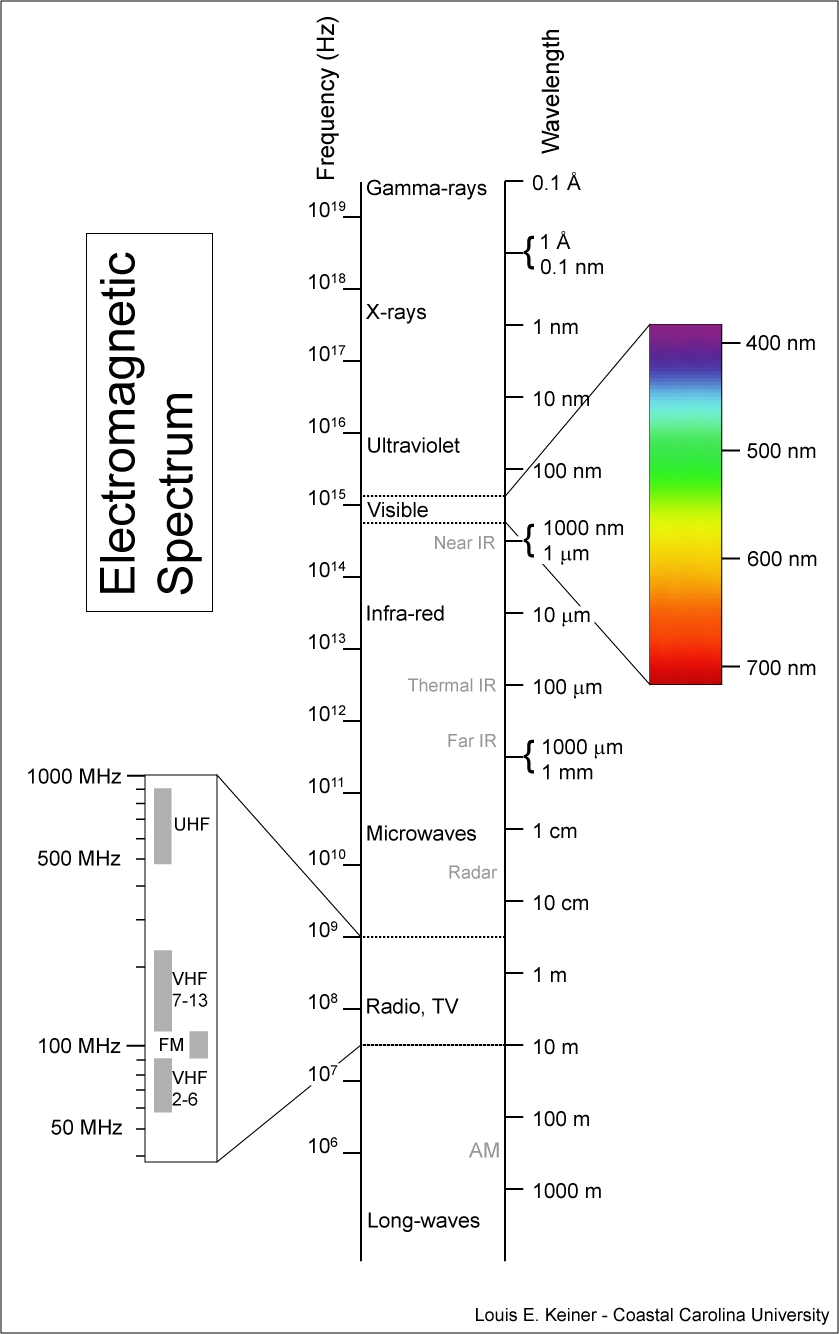 Electromagnetic
Spectrum
Frequency (Hz)
Wavelength
10¹⁹
10¹⁸
10¹⁷
10¹⁶
10¹⁵
10¹⁴
10¹³
10¹²
10¹¹
10¹⁰
10⁹
10⁸
10⁷
10⁶
Gamma-rays
X-rays
Ultraviolet
Visible
Near IR
Infra-red
Thermal IR
Far IR
Microwaves
Radar
Radio, TV
AM
Long-waves
0.1 Å
{ 1 Å
0.1 nm
1 nm
10 nm
100 nm
{ 1000 nm
1 μm
10 μm
100 μm
{ 1000 μm
1 mm
1 cm
10 cm
1 m
10 m
100 m
1000 m
400 nm
500 nm
600 nm
700 nm
1000 MHz
500 MHz
100 MHz
50 MHz
UHF
VHF
7-13
FM
VHF
2-6
Louis E. Keiner - Coastal Carolina University